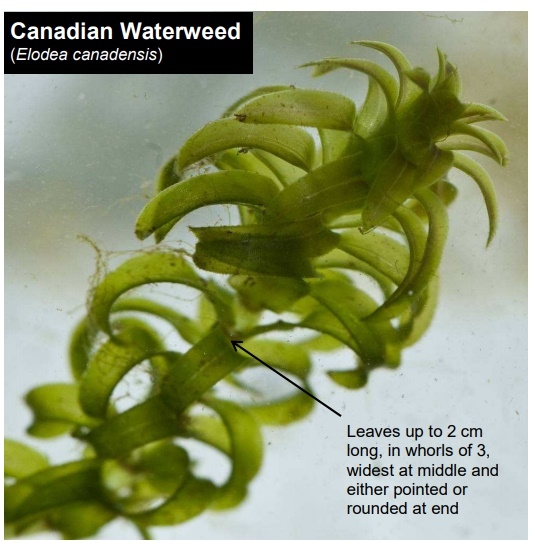 Canadian Waterweed
(Elodea canadensis)
Leaves up to 2 cm
long, in whorls of 3,
widest at middle and
either pointed or
rounded at end